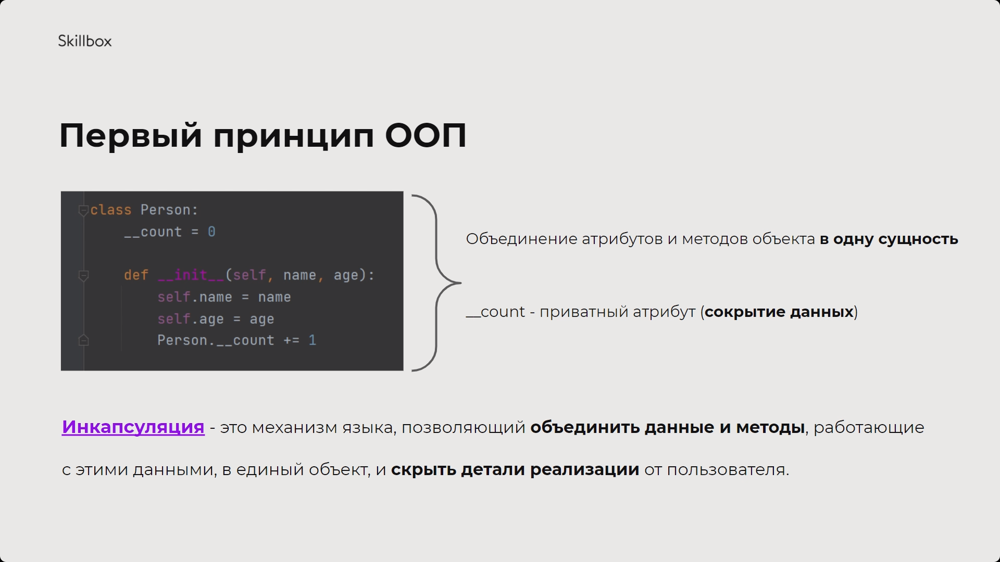 Skillbox
Первый принцип ООП
class Person:
__count = 0
def __init__(self, name, age):
self.name = name
self.age = age
Person.__count += 1
Объединение атрибутов и методов объекта в одну сущность
__count - приватный атрибут (сокрытие данных)
Инкапсуляция - это механизм языка, позволяющий объединить данные и методы, работающие
с этими данными, в единый объект, и скрыть детали реализации от пользователя.